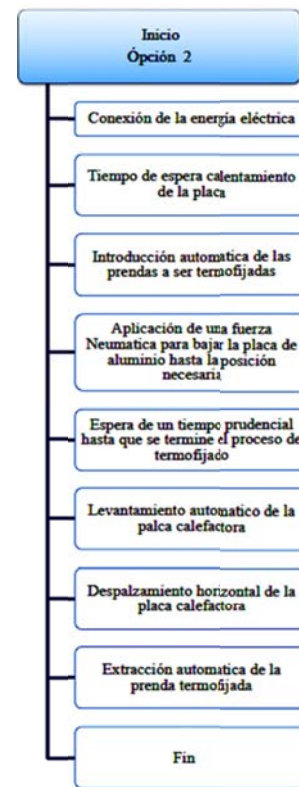 Inicio
Ópción 2
Conexión de la energía eléctrica
Tiempo de espera calentamiento
de la placa
Introducción automatica de las
prendas a ser termofijadas
Aplicación de una fuerza
Neumatica para bajar la placa de
aluminio hasta la posición
necesaria
Espera de un tiempo prudencial
hasta que se termine el proceso de
termofijado
Levantamiento automatico de la
palca calefactora
Despalzamiento horizontal de la
placa calefactora
Extracción automatica de la
prenda termofijada
Fin